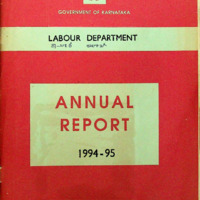 GOVERNMENT OF KARNATAKA
LABOUR DEPARTMENT
ANNUAL
REPORT
1994-95